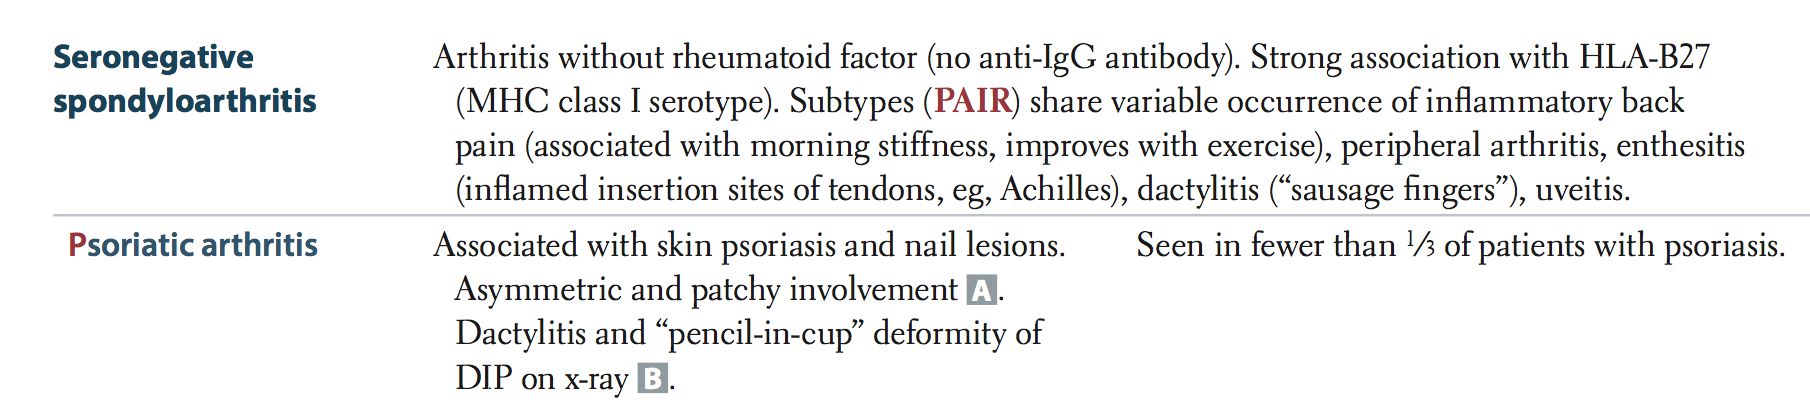 Seronegative
spondyloarthritis
Arthritis without rheumatoid factor (no anti-IgG antibody). Strong association with HLA-B27
(MHC class I serotype). Subtypes (PAIR) share variable occurrence of inflammatory back
pain (associated with morning stiffness, improves with exercise), peripheral arthritis, enthesitis
(inflamed insertion sites of tendons, eg, Achilles), dactylitis (“sausage fingers”), uveitis.
Psoriatic arthritis
Associated with skin psoriasis and nail lesions.
Asymmetric and patchy involvement A.
Dactylitis and “pencil-in-cup” deformity of
DIP on x-ray B.
Seen in fewer than 1/3 of patients with psoriasis.